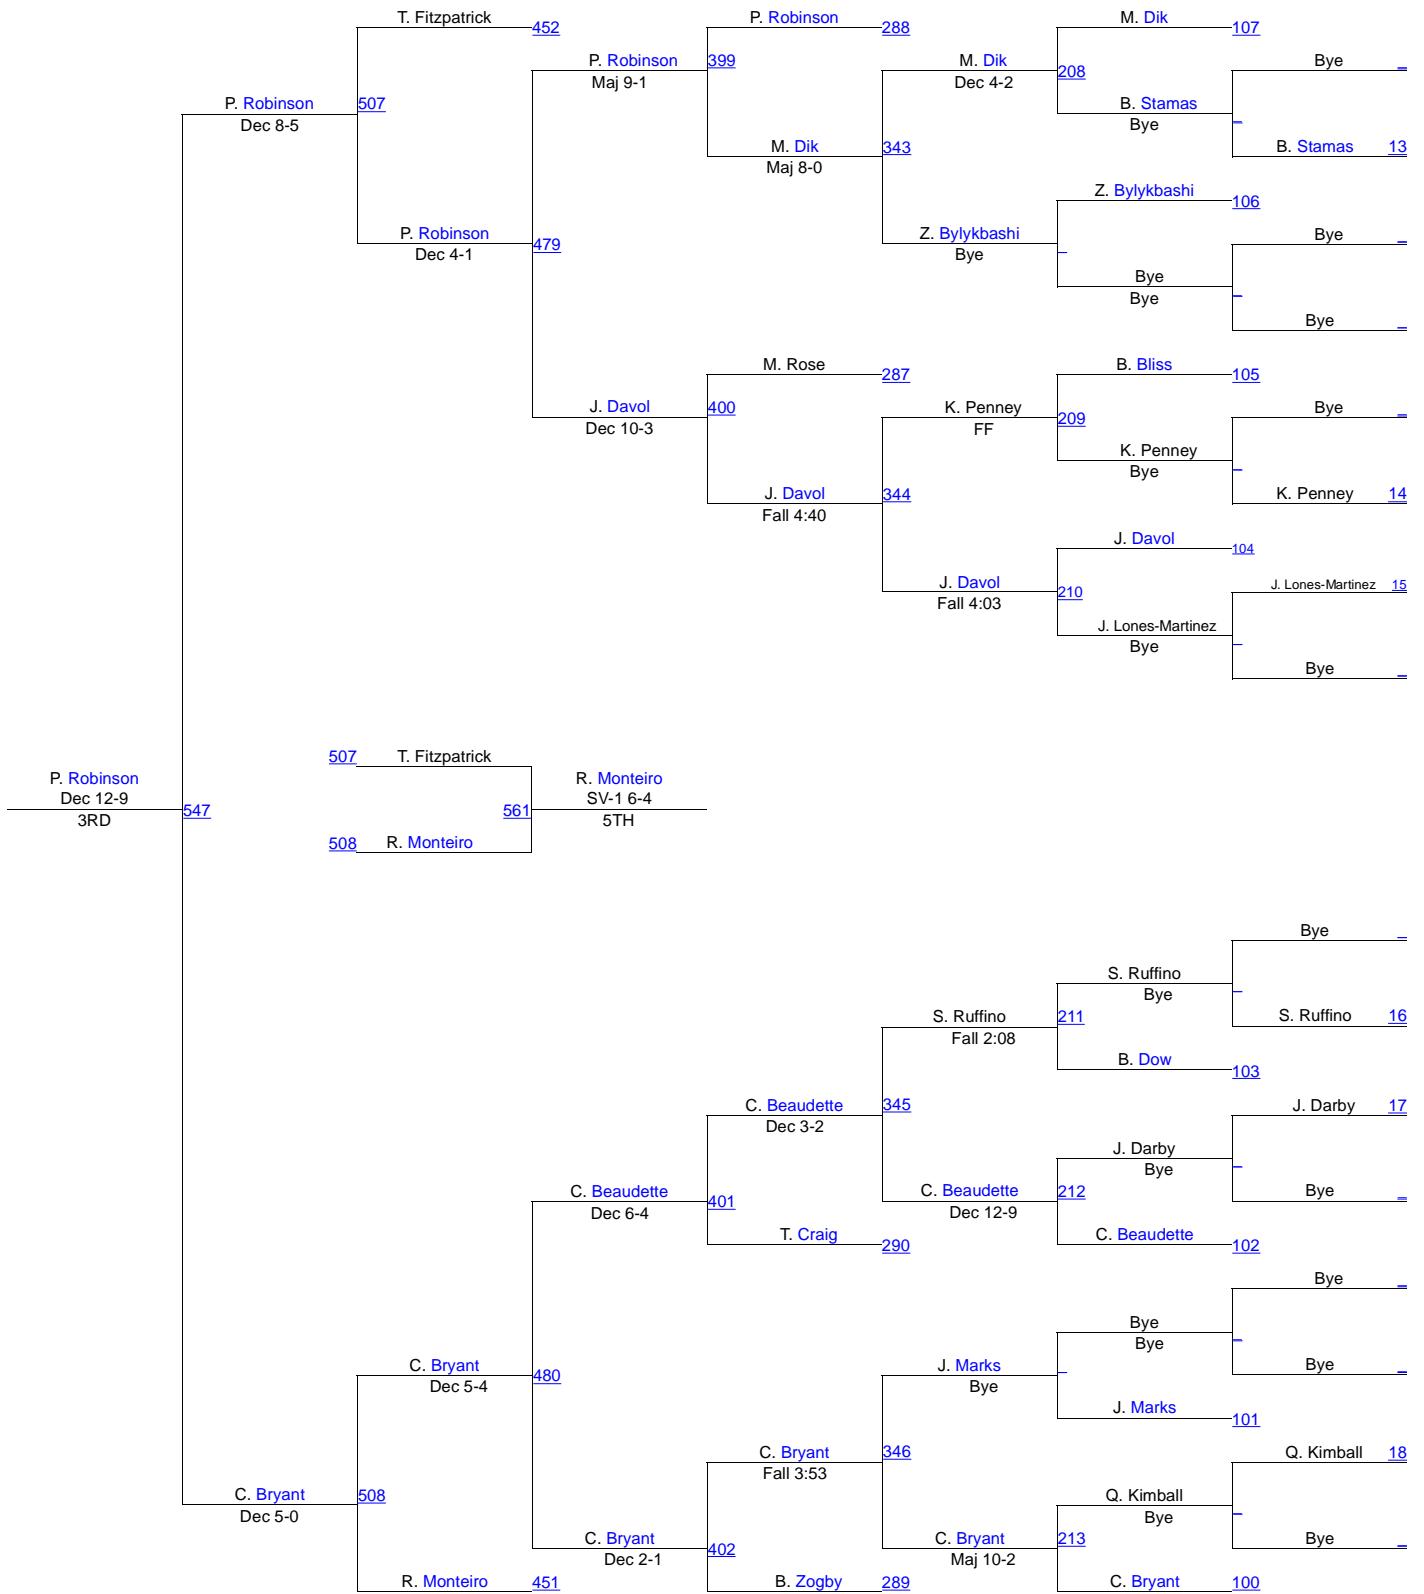 T. Fitzpatrick 452
P. Robinson 288
M. Dik 107
P. Robinson 399
Maj 9-1
M. Dik 208
Dec 4-2
Bye
P. Robinson 507
Dec 8-5
B. Stamas
Bye
M. Dik 343
Maj 8-0
B. Stamas 13
Z. Bylykbashi 106
P. Robinson 479
Dec 4-1
Z. Bylykbashi
Bye
Bye
Bye
Bye
Bye
M. Rose 287
B. Bliss 105
J. Davol 400
Dec 10-3
K. Penney 209
FF
Bye
K. Penney
Bye
J. Davol 344
Fall 4:40
K. Penney 14
J. Davol 104
J. Davol 210
Fall 4:03
J. Lones-Martinez 15
J. Lones-Martinez
Bye
Bye
507 T. Fitzpatrick
P. Robinson
Dec 12-9
3RD
547
561
R. Monteiro
SV-1 6-4
5TH
508 R. Monteiro
Bye
S. Ruffino
Bye
S. Ruffino 211
Fall 2:08
S. Ruffino 16
B. Dow 103
C. Beaudette 345
Dec 3-2
J. Darby 17
J. Darby
Bye
C. Beaudette 401
Dec 6-4
C. Beaudette 212
Dec 12-9
Bye
T. Craig 290
C. Beaudette 102
Bye
Bye
Bye
C. Bryant 480
Dec 5-4
J. Marks
Bye
Bye
J. Marks 101
C. Bryant 346
Fall 3:53
Q. Kimball 18
C. Bryant 508
Dec 5-0
Q. Kimball
Bye
C. Bryant 402
Dec 2-1
C. Bryant 213
Maj 10-2
Bye
R. Monteiro 451
B. Zogby 289
C. Bryant 100